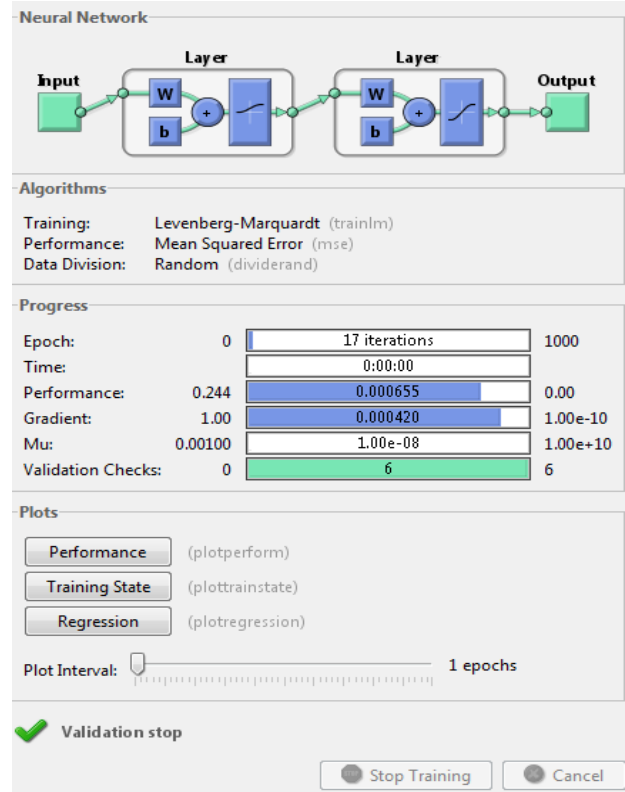 Neural Network
Layer Layer
Input Output
W W
+ +
b b
Algorithms
Training: Levenberg-Marquardt (trainlm)
Performance: Mean Squared Error (mse)
Data Division: Random (dividerand)
Progress
Epoch: 0 17 iterations 1000
Time: 0:00:00
Performance: 0.244 0.000655 0.00
Gradient: 1.00 0.000420 1.00e-10
Mu: 0.00100 1.00e-08 1.00e+10
Validation Checks: 0 6 6
Plots
Performance (plotperform)
Training State (plottrainstate)
Regression (plotregression)
Plot Interval: 1 epochs
Validation stop
Stop Training Cancel